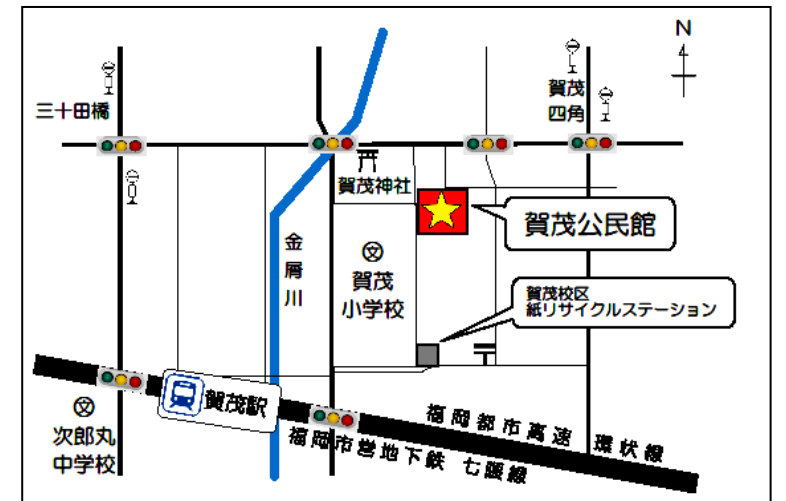 N
三十田橋
賀茂
四角
賀茂神社
賀茂公民館
金
屑
川
文
賀茂
小学校
賀茂校区
紙リサイクルステーション
賀茂駅
文
次郎丸
中学校
福岡都市高速 環状線
福岡市営地下鉄 七隈線